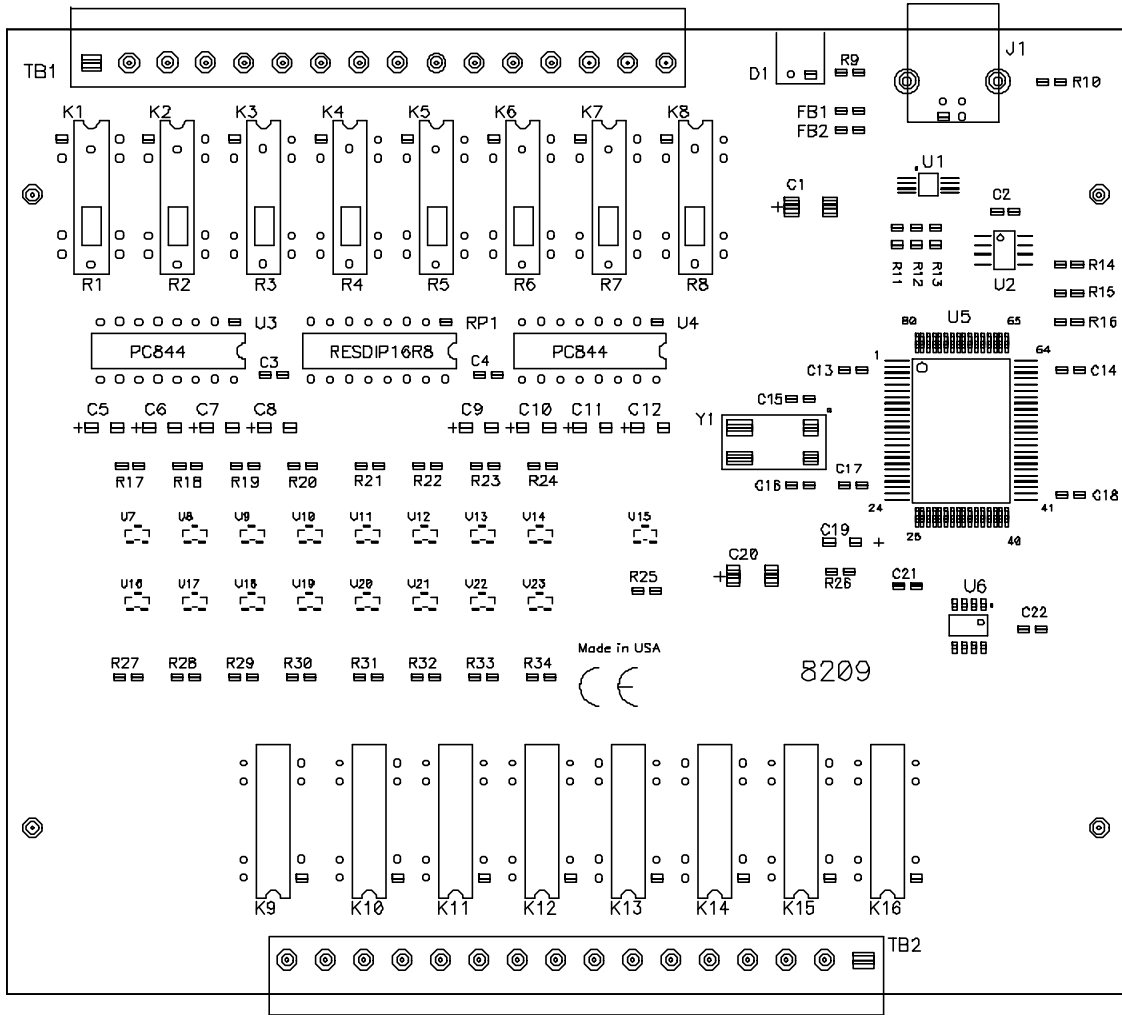 TB1
D1
R9
J1
R10
FB1
FB2
K1 K2 K3 K4 K5 K6 K7 K8
U1
C1
C2
R11
R12
R13
R14
R15
R16
U2
R1 R2 R3 R4 R5 R6 R7 R8
U3
RP1
U4
PC844
C3
RESDIP16R8
C4
PC844
U5
80
65
1
64
C13
C14
C5 C6 C7 C8 C9 C10 C11 C12
+ + + + + + + +
C15
Y1
C16
C17
C18
24
41
25
40
R17 R18 R19 R20 R21 R22 R23 R24
U7 U8 U9 U10 U11 U12 U13 U14 U15
C19
+
C20
+
R25
R26
C21
U6
C22
U16 U17 U18 U19 U20 U21 U22 U23
Made in USA
CE
8209
R27 R28 R29 R30 R31 R32 R33 R34
K9 K10 K11 K12 K13 K14 K15 K16
TB2